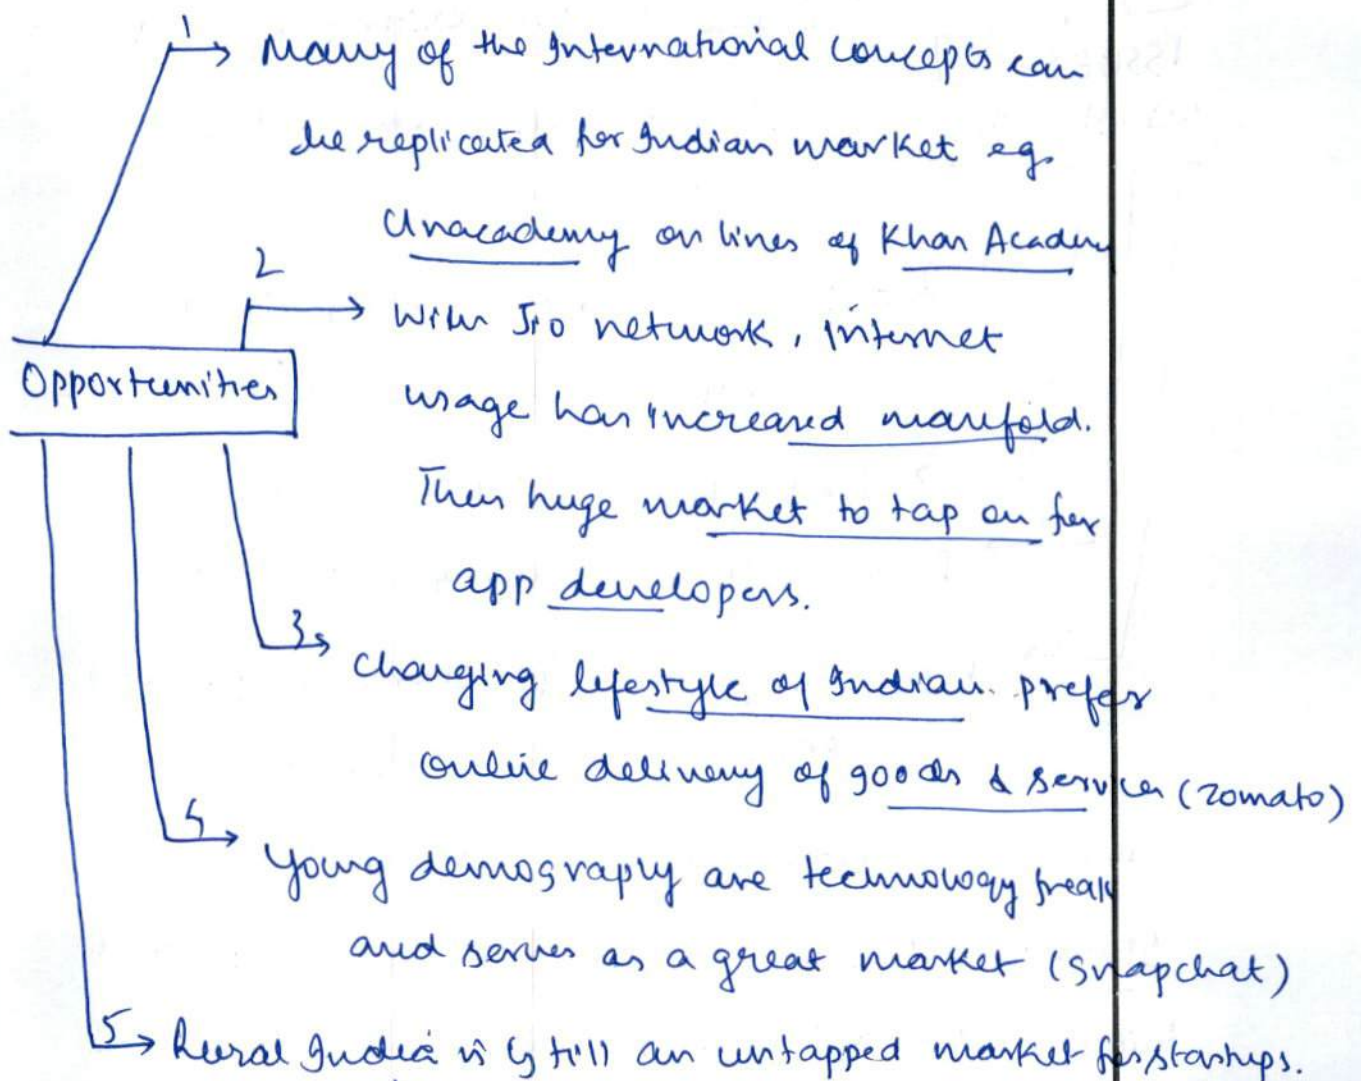 1 → Many of the International concepts can
be replicated for Indian market eg.
Unacademy on lines of Khan Academy
2 → With Jio network, internet
usage has increased manifold.
Thus huge market to tap on for
app developers.
Opportunities
3 → Changing lifestyle of Indian prefer
online delivery of goods & services (zomato)
4 → Young demography are technology freak
and serves as a great market (Snapchat)
5 → Rural India is still an untapped market for startups.